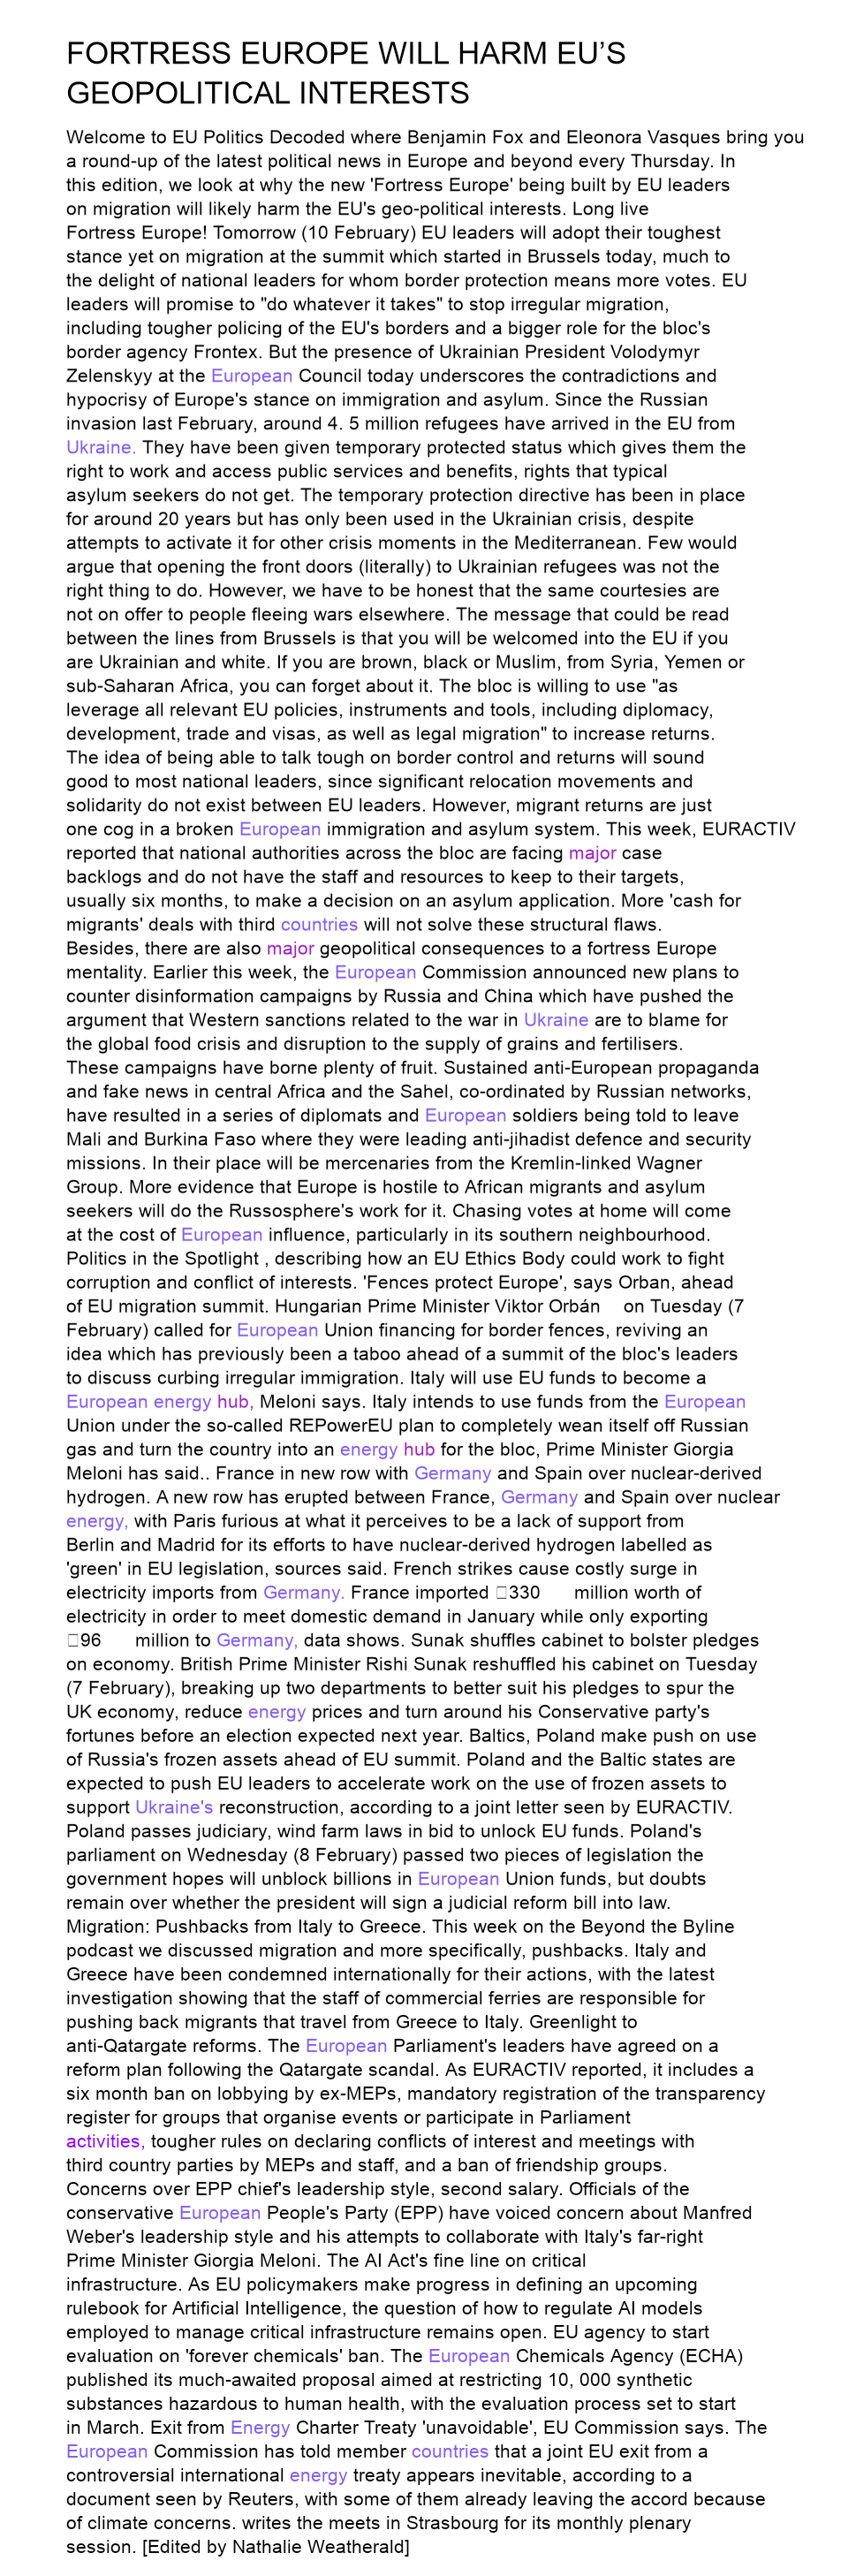 FORTRESS EUROPE WILL HARM EU’S
GEOPOLITICAL INTERESTS
Welcome to EU Politics Decoded where Benjamin Fox and Eleonora Vasques bring you
a round-up of the latest political news in Europe and beyond every Thursday. In
this edition, we look at why the new 'Fortress Europe' being built by EU leaders
on migration will likely harm the EU's geo-political interests. Long live
Fortress Europe! Tomorrow (10 February) EU leaders will adopt their toughest
stance yet on migration at the summit which started in Brussels today, much to
the delight of national leaders for whom border protection means more votes. EU
leaders will promise to "do whatever it takes" to stop irregular migration,
including tougher policing of the EU's borders and a bigger role for the bloc's
border agency Frontex. But the presence of Ukrainian President Volodymyr
Zelenskyy at the European Council today underscores the contradictions and
hypocrisy of Europe's stance on immigration and asylum. Since the Russian
invasion last February, around 4. 5 million refugees have arrived in the EU from
Ukraine. They have been given temporary protected status which gives them the
right to work and access public services and benefits, rights that typical
asylum seekers do not get. The temporary protection directive has been in place
for around 20 years but has only been used in the Ukrainian crisis, despite
attempts to activate it for other crisis moments in the Mediterranean. Few would
argue that opening the front doors (literally) to Ukrainian refugees was not the
right thing to do. However, we have to be honest that the same courtesies are
not on offer to people fleeing wars elsewhere. The message that could be read
between the lines from Brussels is that you will be welcomed into the EU if you
are Ukrainian and white. If you are brown, black or Muslim, from Syria, Yemen or
sub-Saharan Africa, you can forget about it. The bloc is willing to use "as
leverage all relevant EU policies, instruments and tools, including diplomacy,
development, trade and visas, as well as legal migration" to increase returns.
The idea of being able to talk tough on border control and returns will sound
good to most national leaders, since significant relocation movements and
solidarity do not exist between EU leaders. However, migrant returns are just
one cog in a broken European immigration and asylum system. This week, EURACTIV
reported that national authorities across the bloc are facing major case
backlogs and do not have the staff and resources to keep to their targets,
usually six months, to make a decision on an asylum application. More 'cash for
migrants' deals with third countries will not solve these structural flaws.
Besides, there are also major geopolitical consequences to a fortress Europe
mentality. Earlier this week, the European Commission announced new plans to
counter disinformation campaigns by Russia and China which have pushed the
argument that Western sanctions related to the war in Ukraine are to blame for
the global food crisis and disruption to the supply of grains and fertilisers.
These campaigns have borne plenty of fruit. Sustained anti-European propaganda
and fake news in central Africa and the Sahel, co-ordinated by Russian networks,
have resulted in a series of diplomats and European soldiers being told to leave
Mali and Burkina Faso where they were leading anti-jihadist defence and security
missions. In their place will be mercenaries from the Kremlin-linked Wagner
Group. More evidence that Europe is hostile to African migrants and asylum
seekers will do the Russosphere's work for it. Chasing votes at home will come
at the cost of European influence, particularly in its southern neighbourhood.
Politics in the Spotlight , describing how an EU Ethics Body could work to fight
corruption and conflict of interests. 'Fences protect Europe', says Orban, ahead
of EU migration summit. Hungarian Prime Minister Viktor Orbán on Tuesday (7
February) called for European Union financing for border fences, reviving an
idea which has previously been a taboo ahead of a summit of the bloc's leaders
to discuss curbing irregular immigration. Italy will use EU funds to become a
European energy hub, Meloni says. Italy intends to use funds from the European
Union under the so-called REPowerEU plan to completely wean itself off Russian
gas and turn the country into an energy hub for the bloc, Prime Minister Giorgia
Meloni has said.. France in new row with Germany and Spain over nuclear-derived
hydrogen. A new row has erupted between France, Germany and Spain over nuclear
energy, with Paris furious at what it perceives to be a lack of support from
Berlin and Madrid for its efforts to have nuclear-derived hydrogen labelled as
'green' in EU legislation, sources said. French strikes cause costly surge in
electricity imports from Germany. France imported 330 million worth of
electricity in order to meet domestic demand in January while only exporting
96 million to Germany, data shows. Sunak shuffles cabinet to bolster pledges
on economy. British Prime Minister Rishi Sunak reshuffled his cabinet on Tuesday
(7 February), breaking up two departments to better suit his pledges to spur the
UK economy, reduce energy prices and turn around his Conservative party's
fortunes before an election expected next year. Baltics, Poland make push on use
of Russia's frozen assets ahead of EU summit. Poland and the Baltic states are
expected to push EU leaders to accelerate work on the use of frozen assets to
support Ukraine's reconstruction, according to a joint letter seen by EURACTIV.
Poland passes judiciary, wind farm laws in bid to unlock EU funds. Poland's
parliament on Wednesday (8 February) passed two pieces of legislation the
government hopes will unblock billions in European Union funds, but doubts
remain over whether the president will sign a judicial reform bill into law.
Migration: Pushbacks from Italy to Greece. This week on the Beyond the Byline
podcast we discussed migration and more specifically, pushbacks. Italy and
Greece have been condemned internationally for their actions, with the latest
investigation showing that the staff of commercial ferries are responsible for
pushing back migrants that travel from Greece to Italy. Greenlight to
anti-Qatargate reforms. The European Parliament's leaders have agreed on a
reform plan following the Qatargate scandal. As EURACTIV reported, it includes a
six month ban on lobbying by ex-MEPs, mandatory registration of the transparency
register for groups that organise events or participate in Parliament
activities, tougher rules on declaring conflicts of interest and meetings with
third country parties by MEPs and staff, and a ban of friendship groups.
Concerns over EPP chief's leadership style, second salary. Officials of the
conservative European People's Party (EPP) have voiced concern about Manfred
Weber's leadership style and his attempts to collaborate with Italy's far-right
Prime Minister Giorgia Meloni. The AI Act's fine line on critical
infrastructure. As EU policymakers make progress in defining an upcoming
rulebook for Artificial Intelligence, the question of how to regulate AI models
employed to manage critical infrastructure remains open. EU agency to start
evaluation on 'forever chemicals' ban. The European Chemicals Agency (ECHA)
published its much-awaited proposal aimed at restricting 10, 000 synthetic
substances hazardous to human health, with the evaluation process set to start
in March. Exit from Energy Charter Treaty 'unavoidable', EU Commission says. The
European Commission has told member countries that a joint EU exit from a
controversial international energy treaty appears inevitable, according to a
document seen by Reuters, with some of them already leaving the accord because
of climate concerns. writes the meets in Strasbourg for its monthly plenary
session. [Edited by Nathalie Weatherald]